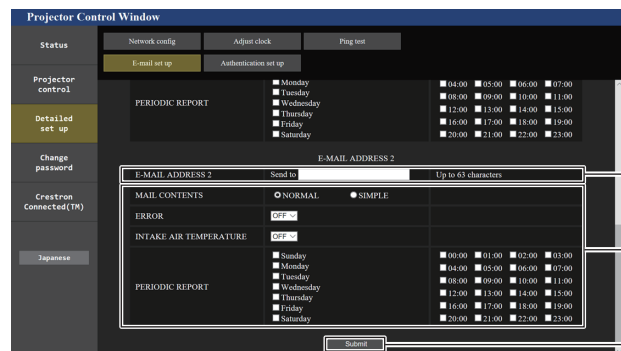 Projector Control Window
Status
Network config Adjust clock Ping test
E-mail set up Authentication set up
Projector
control
Detailed
set up
Change
password
Crestron
Connected(TM)
Japanese
PERIODIC REPORT
Monday
Tuesday
Wednesday
Thursday
Friday
Saturday
04:00 05:00 06:00 07:00
08:00 09:00 10:00 11:00
12:00 13:00 14:00 15:00
16:00 17:00 18:00 19:00
20:00 21:00 22:00 23:00
E-MAIL ADDRESS 2
E-MAIL ADDRESS 2 Send to Up to 63 characters
MAIL CONTENTS NORMAL SIMPLE
ERROR OFF
INTAKE AIR TEMPERATURE OFF
PERIODIC REPORT
Sunday
Monday
Tuesday
Wednesday
Thursday
Friday
Saturday
00:00 01:00 02:00 03:00
04:00 05:00 06:00 07:00
08:00 09:00 10:00 11:00
12:00 13:00 14:00 15:00
16:00 17:00 18:00 19:00
20:00 21:00 22:00 23:00
Submit